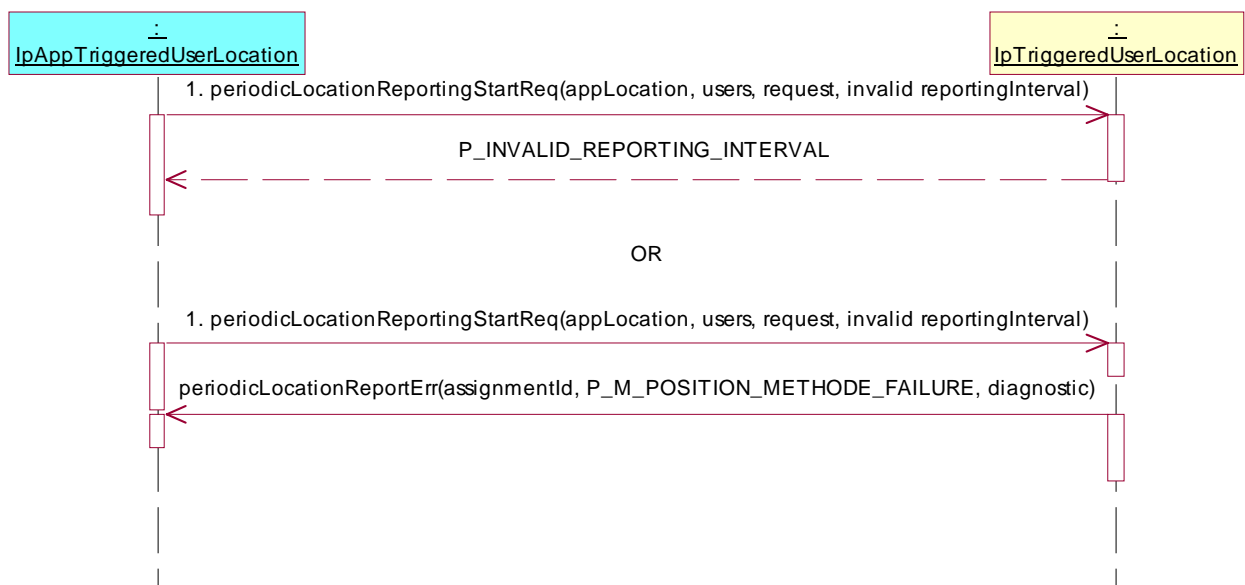 :
IpAppTriggeredUserLocation
:
IpTriggeredUserLocation
1. periodicLocationReportingStartReq(appLocation, users, request, invalid reportingInterval)
P_INVALID_REPORTING_INTERVAL
OR
1. periodicLocationReportingStartReq(appLocation, users, request, invalid reportingInterval)
periodicLocationReportErr(assignmentId, P_M_POSITION_METHODE_FAILURE, diagnostic)